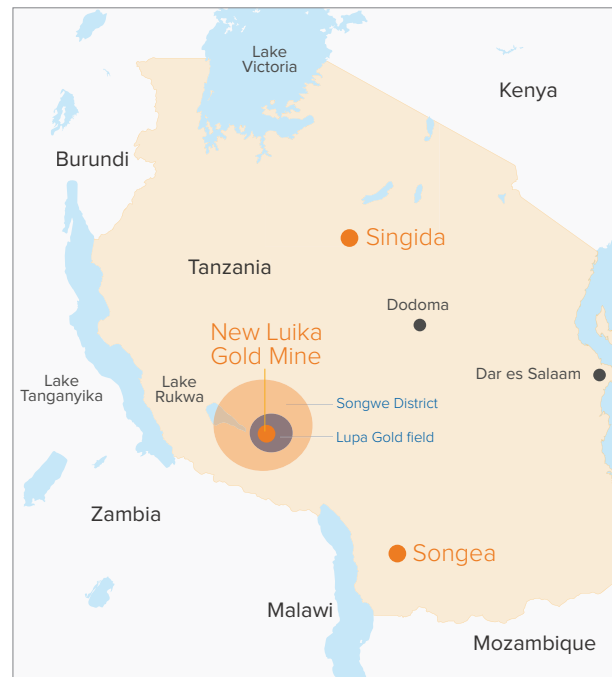 Lake
Victoria
Kenya
Burundi
Singida
Tanzania
Dodoma
New Luika
Gold Mine
Dar es Salaam
Lake
Tanganyika
Lake
Rukwa
Songwe District
Lupa Gold field
Zambia
Songea
Malawi
Mozambique